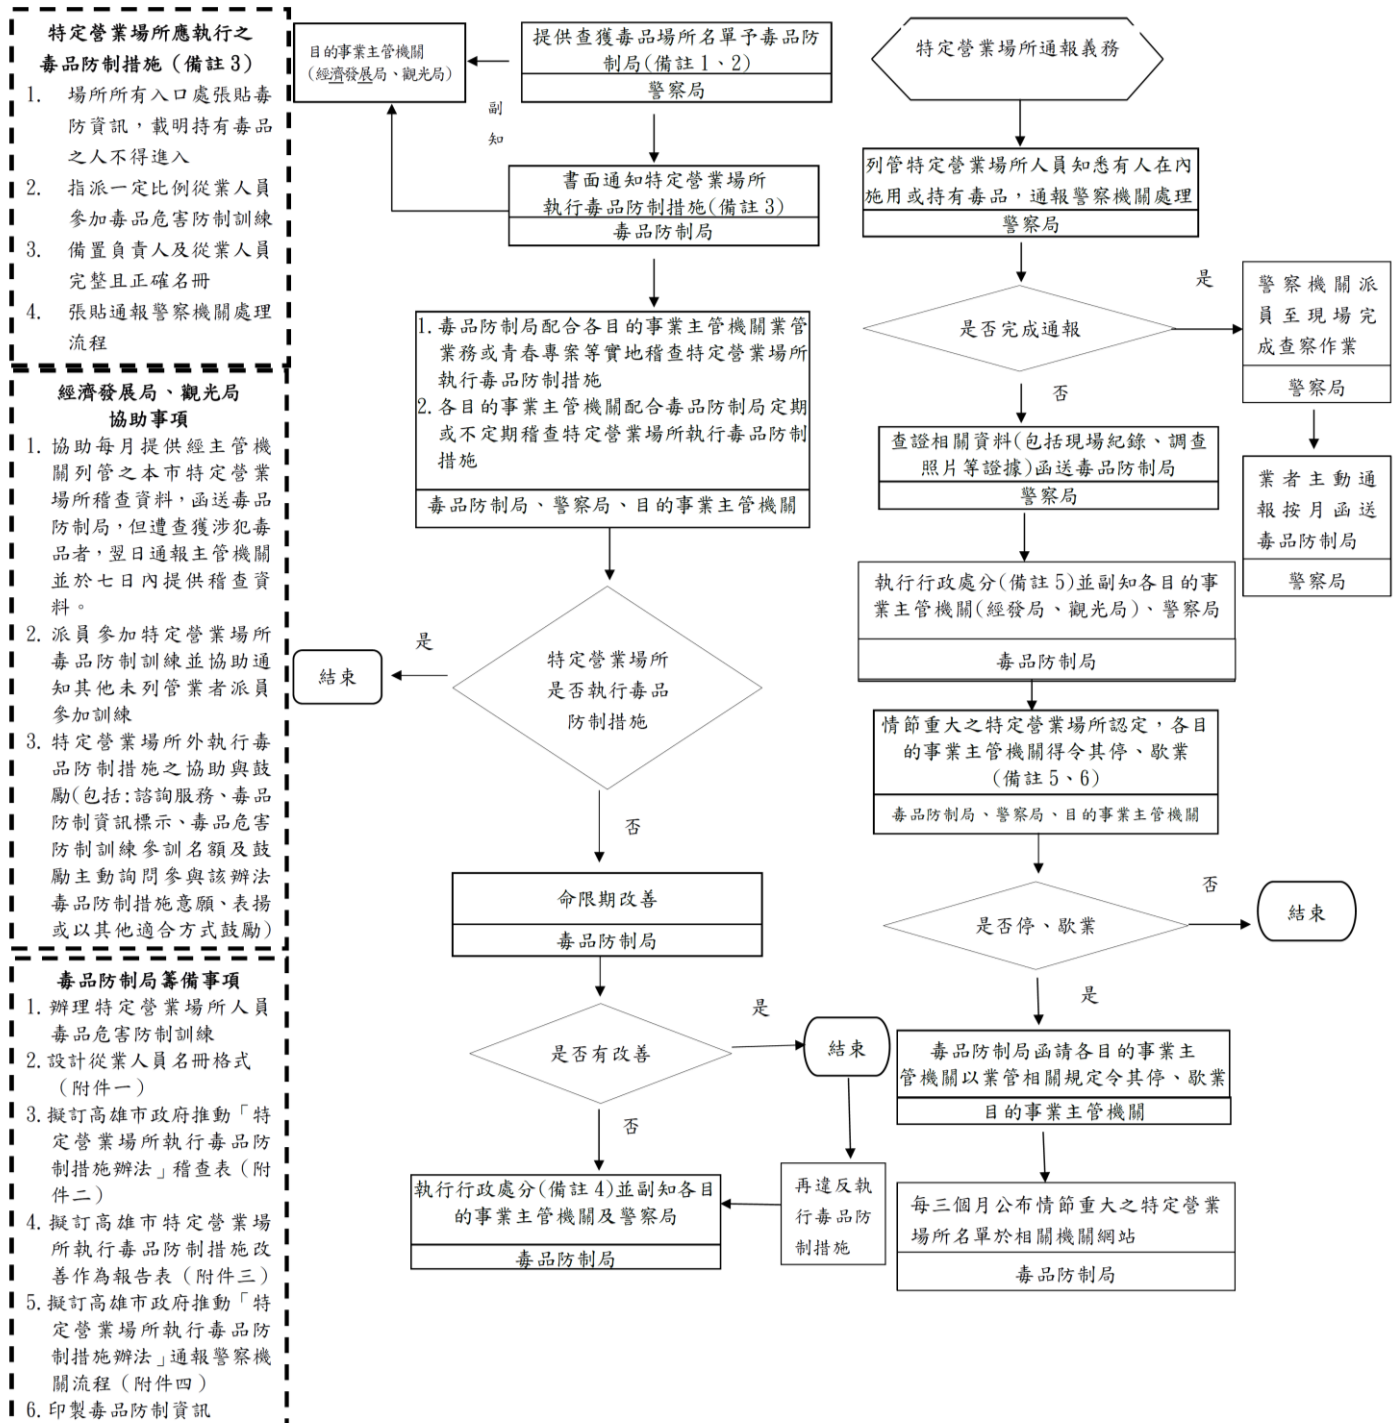 特定營業場所應執行之
毒品防制措施（備註3）
1. 場所所有入口處張貼毒
防資訊，載明持有毒品
之人不得進入
2. 指派一定比例從業人員
參加毒品危害防制訓練
3. 備置負責人及從業人員
完整且正確名冊
4. 張貼通報警察機關處理
流程
經濟發展局、觀光局
協助事項
1. 協助每月提供經主管機
關列管之本市特定營業
場所稽查資料，函送毒品
防制局，但遭查獲涉犯毒
品者，翌日通報主管機關
並於七日內提供稽查資
料。
2. 派員參加特定營業場所
毒品防制訓練並協助通
知其他未列管業者派員
參加訓練
3. 特定營業場所外執行毒
品防制措施之協助與鼓
勵(包括:諮詢服務、毒品
防制資訊標示、毒品危害
防制訓練參訓名額及鼓
勵主動詢問參與該辦法
毒品防制措施意願、表揚
或以其他適合方式鼓勵)
毒品防制局籌備事項
1. 辦理特定營業場所人員
毒品危害防制訓練
2. 設計從業人員名冊格式
（附件一）
3. 擬訂高雄市政府推動「特
定營業場所執行毒品防
制措施辦法」稽查表（附
件二）
4. 擬訂高雄市特定營業場
所執行毒品防制措施改
善作為報告表（附件三）
5. 擬訂高雄市政府推動「特
定營業場所執行毒品防
制措施辦法」通報警察機
關流程（附件四）
6. 印製毒品防制資訊
目的事業主管機關
(經濟發展局、觀光局)
提供查獲毒品場所名單予毒品防
制局(備註1、2)
警察局
副
知
書面通知特定營業場所
執行毒品防制措施(備註3)
毒品防制局
1. 毒品防制局配合各目的事業主管機關業管
業務或青春專案等實地稽查特定營業場所
執行毒品防制措施
2. 各目的事業主管機關配合毒品防制局定期
或不定期稽查特定營業場所執行毒品防制
措施
毒品防制局、警察局、目的事業主管機關
特定營業場所
是否執行毒品
防制措施
是
結束
否
命限期改善
毒品防制局
是否有改善
是
結束
否
再違反執
行毒品防
制措施
執行行政處分(備註4)並副知各目
的事業主管機關及警察局
毒品防制局
特定營業場所通報義務
列管特定營業場所人員知悉有人在內
施用或持有毒品，通報警察機關處理
警察局
是否完成通報
是
警察機關派
員至現場完
成查察作業
警察局
業者主動通
報按月函送
毒品防制局
警察局
否
查證相關資料(包括現場紀錄、調查
照片等證據)函送毒品防制局
警察局
執行行政處分(備註5)並副知各目的事
業主管機關(經發局、觀光局)、警察局
毒品防制局
情節重大之特定營業場所認定，各目
的事業主管機關得令其停、歇業
(備註5、6)
毒品防制局、警察局、目的事業主管機關
是否停、歇業
否
結束
是
毒品防制局函請各目的事業主
管機關以業管相關規定令其停、歇業
目的事業主管機關
每三個月公布情節重大之特定營業
場所名單於相關機關網站
毒品防制局